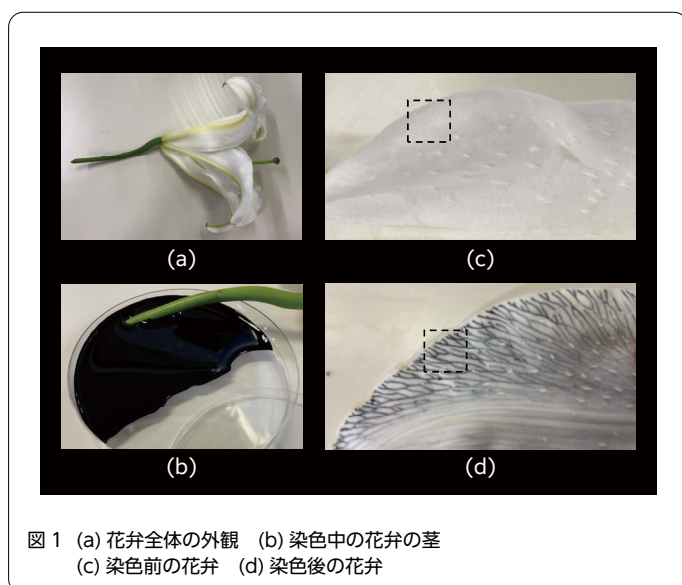 (a)
(c)
(b)
(d)
図 1 (a) 花弁全体の外観 (b) 染色中の花弁の茎
(c) 染色前の花弁 (d) 染色後の花弁